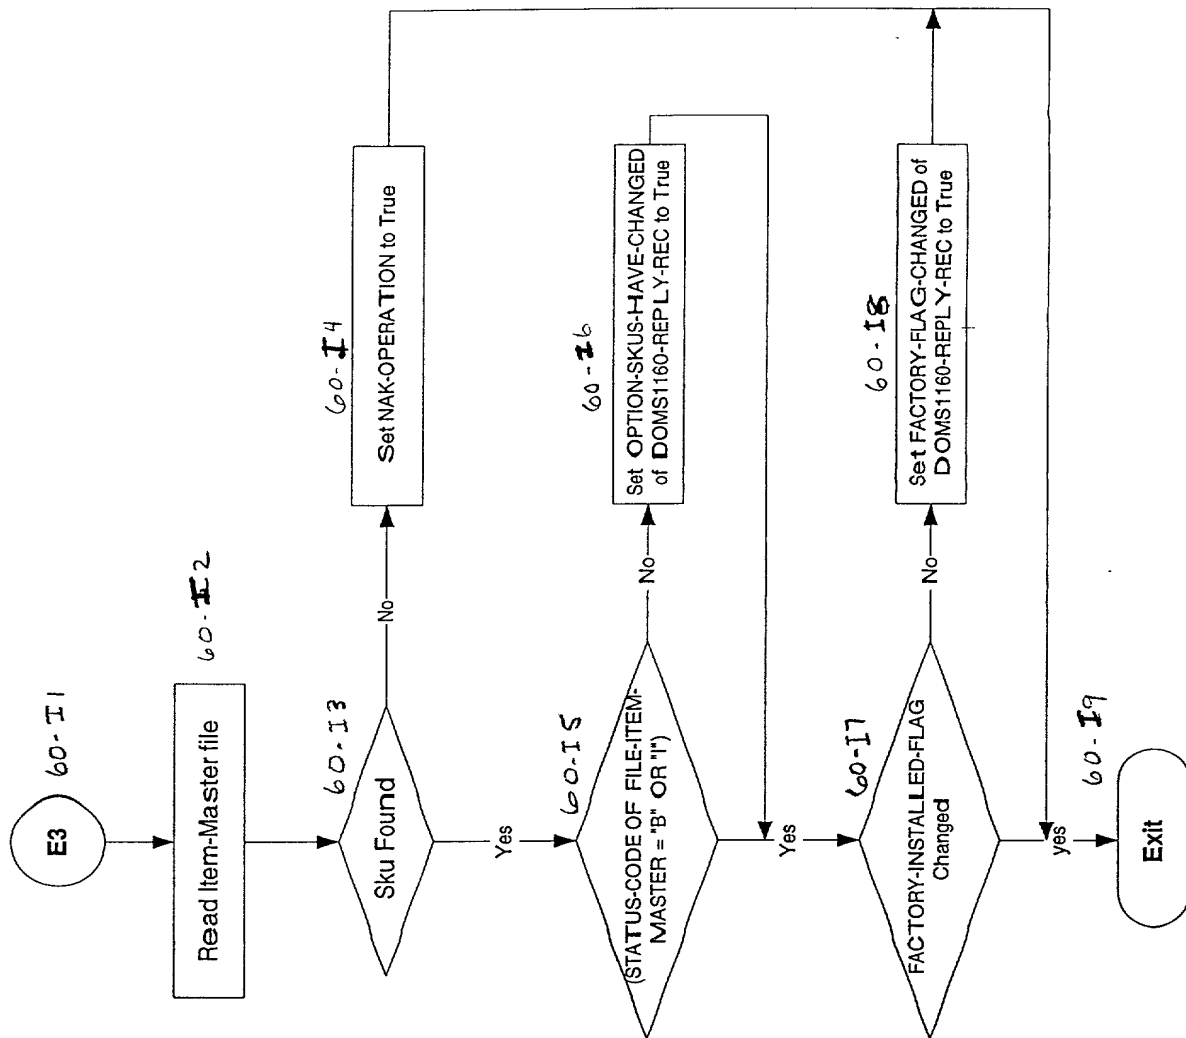 E3
60-I1
Read Item-Master file
60-I2
Sku Found
60-I3
No
Set NAK-OPERATION to True
60-I4
Yes
(STATUS-CODE OF FILE-ITEM-
MASTER = "B" OR "I")
60-I5
No
Set OPTION-SKUS-HAVE-CHANGED
of DOMS1160-REPLY-REC to True
60-I6
Yes
FACTORY-INSTALLED-FLAG
Changed
60-I7
No
Set FACTORY-FLAG-CHANGED of
DOMS1160-REPLY-REC to True
60-I8
yes
Exit
60-I9